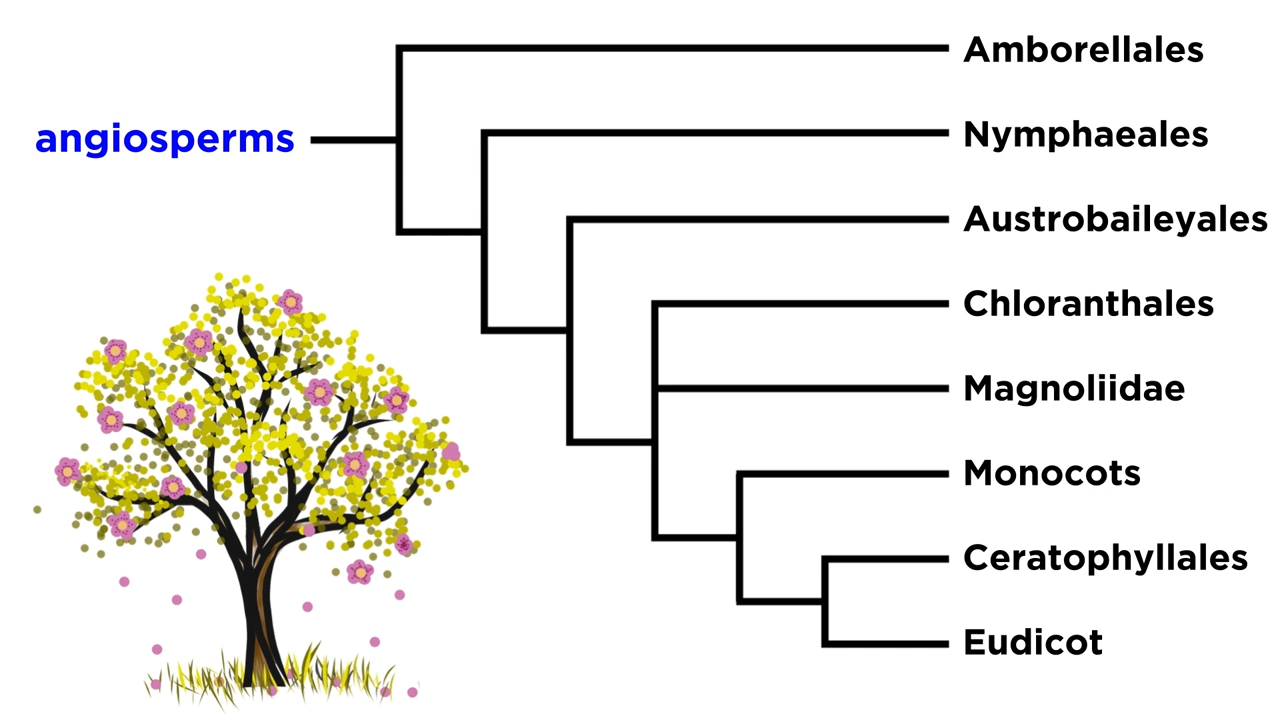 angiosperms
Amborellales
Nymphaeales
Austrobaileyales
Chloranthales
Magnoliidae
Monocots
Ceratophyllales
Eudicot